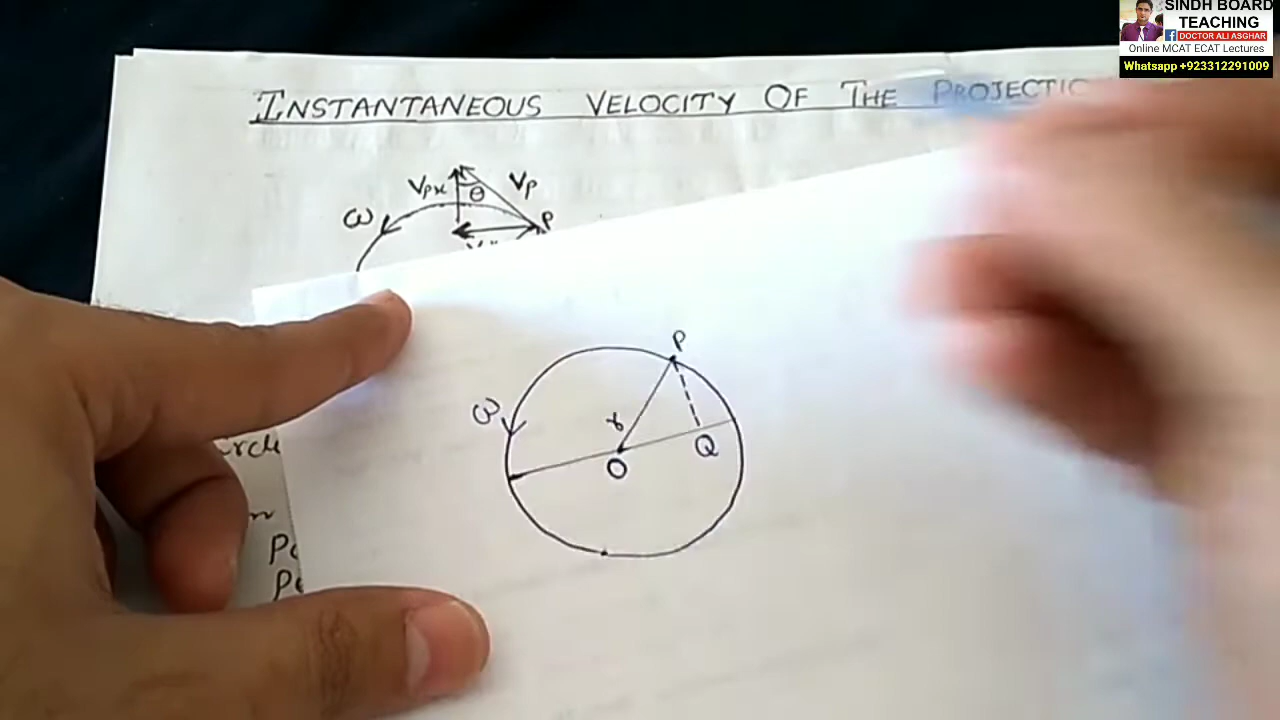 SINDH BOARD
TEACHING
DOCTOR ALI ASGHAR
Online MCAT ECAT Lectures
Whatsapp +923312291009
INSTANTANEOUS VELOCITY OF THE PROJECTIO
Vpx θ Vp
ω P
P
ω r
O Q